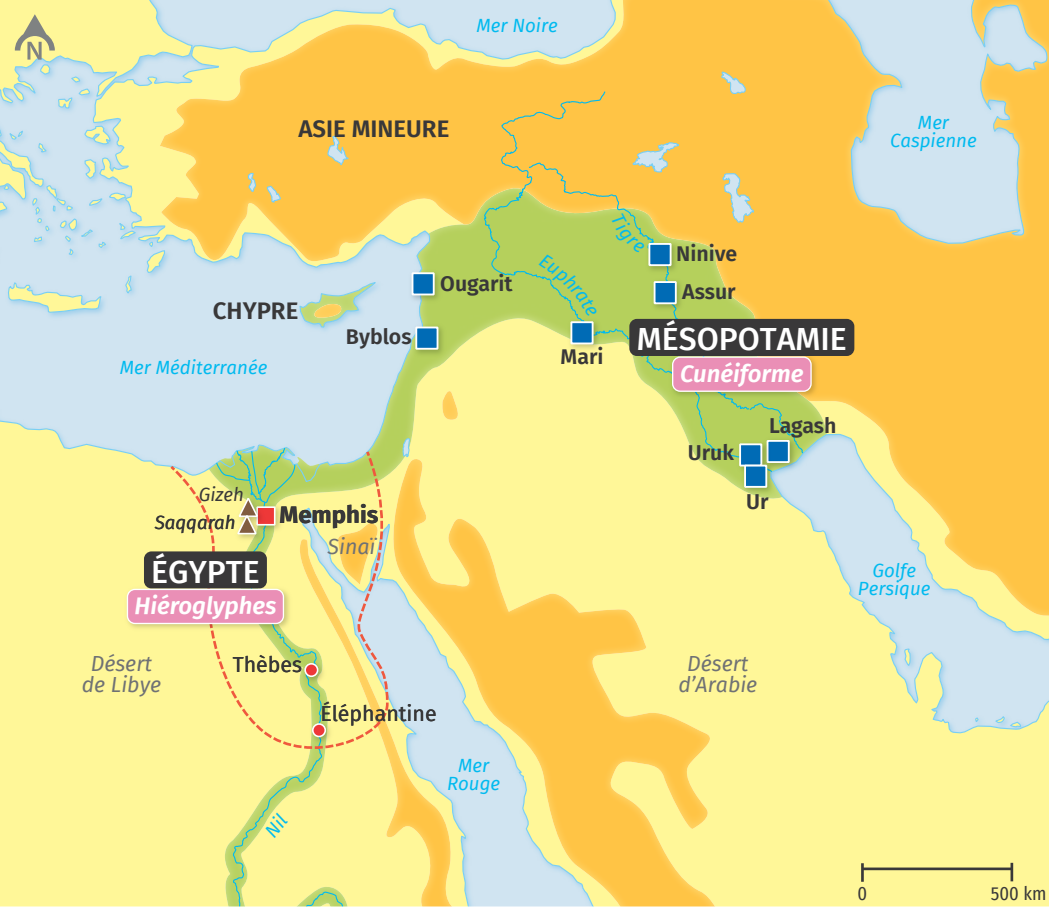 Mer Noire
N
ASIE MINEURE
Mer
Caspienne
Tigre
Ninive
Euphrate
Ougarit
Assur
CHYPRE
Byblos
MÉSOPOTAMIE
Mari
Mer Méditerranée
Cunéiforme
Lagash
Uruk
Ur
Gizeh
Saqqarah
Memphis
Sinaï
ÉGYPTE
Hiéroglyphes
Golfe
Persique
Thèbes
Désert
de Libye
Désert
d'Arabie
Éléphantine
Mer
Rouge
Nil
0
500 km